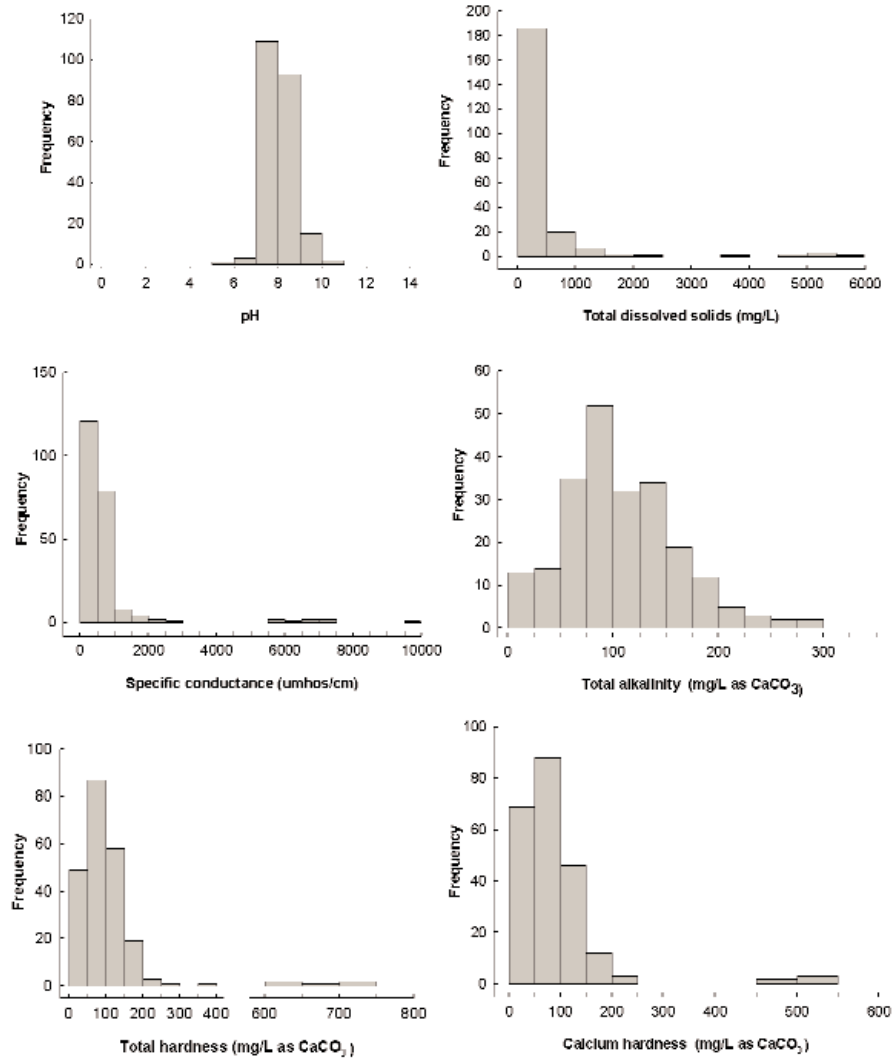 120
100
80
60
40
20
0
Frequency
0 2 4 6 8 10 12 14
pH
200
180
160
140
120
100
80
60
40
20
0
Frequency
0 1000 2000 3000 4000 5000 6000
Total dissolved solids (mg/L)
150
100
50
0
Frequency
0 2000 4000 6000 8000 10000
Specific conductance (umhos/cm)
60
50
40
30
20
10
0
Frequency
0 100 200 300
Total alkalinity (mg/L as CaCO3)
100
80
60
40
20
0
Frequency
0 100 200 300 400 600 700 800
Total hardness (mg/L as CaCO3)
100
80
60
40
20
0
Frequency
0 100 200 300 400 500 600
Calcium hardness (mg/L as CaCO3)